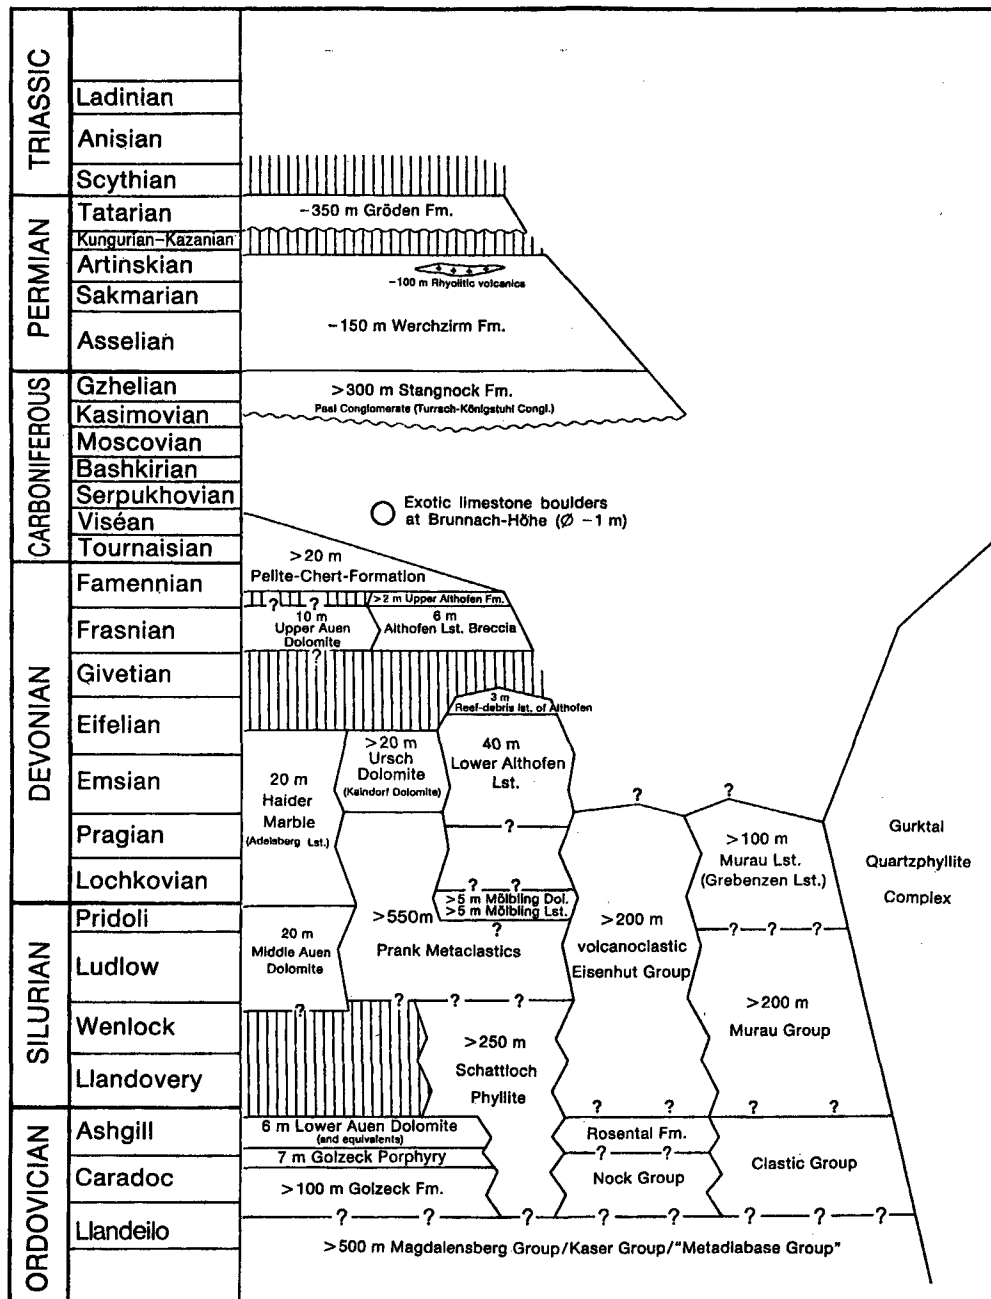 TRIASSIC
Ladinian
Anisian
Scythian
PERMIAN
Tatarian
~350 m Gröden Fm.
Kungurian-Kazanian
Artinskian
~100 m Rhyolitic volcanics
Sakmarian
~150 m Werchzirm Fm.
Asselian
CARBONIFEROUS
Gzhelian
>300 m Stangnock Fm.
Paal Conglomerate (Turrach-Königstuhl Congl.)
Kasimovian
Moscovian
Bashkirian
Serpukhovian
Exotic limestone boulders
at Brunnach-Höhe (Ø ~1 m)
Viséan
Tournaisian
>20 m
Pelite-Chert-Formation
DEVONIAN
Famennian
? ?
>2 m Upper Althofen Fm.
Frasnian
10 m
Upper Auen
Dolomite
6 m
Althofen Lst. Breccia
?
Givetian
3 m
Reef-debris lst. of Althofen
Eifelian
>20 m
Ursch
Dolomite
(Kaindorf Dolomite)
40 m
Lower Althofen
Lst.
Emsian
20 m
Haider
Marble
(Adelsberg Lst.)
? ?
Pragian
?
>100 m
Murau Lst.
(Grebenzen Lst.)
Gurktal
Quartzphyllite
Complex
Lochkovian
? ?
>5 m Mölbling Dol.
>5 m Mölbling Lst.
SILURIAN
Pridoli
?
? ? ?
>550m
Prank Metaclastics
>200 m
volcanoclastic
Eisenhut Group
Ludlow
20 m
Middle Auen
Dolomite
? ? ? ?
?
>200 m
Murau Group
Wenlock
>250 m
Schattloch
Phyllite
Llandovery
? ? ? ?
ORDOVICIAN
Ashgill
6 m Lower Auen Dolomite
(and equivalents)
Rosental Fm.
? ?
7 m Golzeck Porphyry
Clastic Group
Caradoc
>100 m Golzeck Fm.
Nock Group
? ? ? ? ? ? ? ?
Llandeilo
>500 m Magdalensberg Group/Kaser Group/"Metadiabase Group"